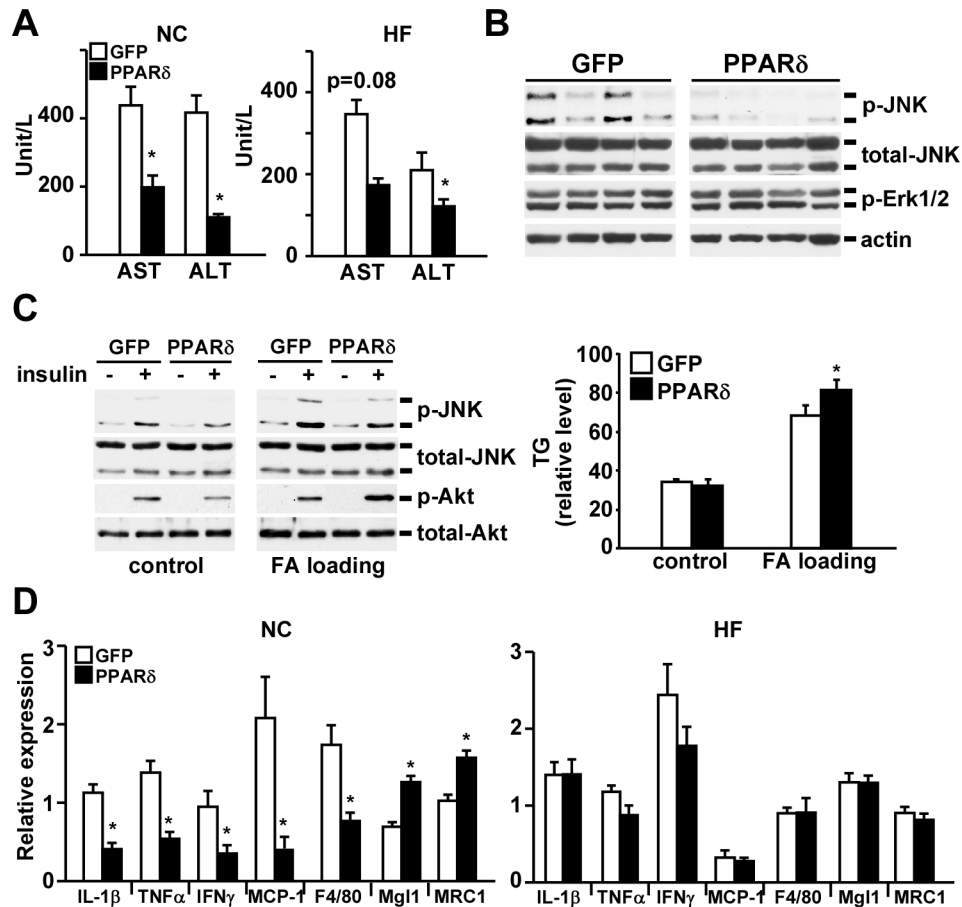 A
NC
HF
GFP
PPARδ
Unit/L
400
200
0
AST
ALT
*
*
Unit/L
400
200
0
p=0.08
*
AST
ALT
B
GFP
PPARδ
p-JNK
total-JNK
p-Erk1/2
actin
C
GFP PPARδ
GFP PPARδ
insulin - + - + - + - +
p-JNK
total-JNK
p-Akt
total-Akt
control
FA loading
TG
(relative level)
100
80
60
40
20
0
GFP
PPARδ
*
control
FA loading
D
NC
HF
GFP
PPARδ
Relative expression
3
2
1
0
* * * * * * *
IL-1β TNFα IFNγ MCP-1 F4/80 Mgl1 MRC1
3
2
1
0
IL-1β TNFα IFNγ MCP-1 F4/80 Mgl1 MRC1